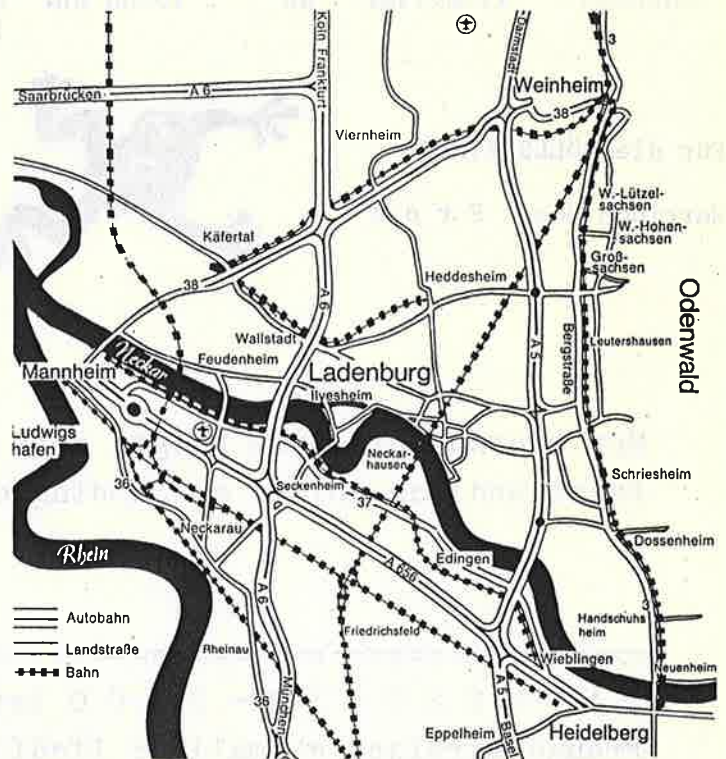 Köln Frankfurt
Darmstadt
3
Weinheim
Saarbrücken
A 6
38
Viernheim
W.-Lützel-
sachsen
W.-Hohen-
sachsen
Käfertal
Groß-
sachsen
Heddesheim
38
A 6
Odenwald
Wallstadt
A 5
Bergstraße
Leutershausen
Neckar
Feudenheim
Mannheim
Ladenburg
Ilvesheim
Ludwigs
hafen
Neckar-
hausen
Schriesheim
36
Seckenheim
37
Neckarau
Dossenheim
Rhein
Edingen
A 656
A 6
3
Autobahn
Landstraße
Bahn
Handschuhs
heim
Friedrichsfeld
Rheinau
Wieblingen
Neuenheim
36
München
A 5
Basel
Eppelheim
Heidelberg